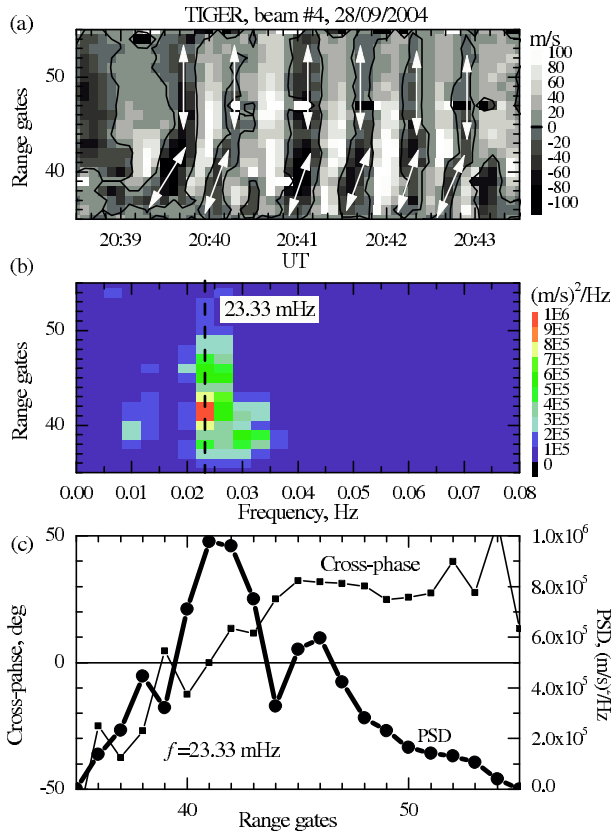 TIGER, beam #4, 28/09/2004
(a)
m/s
100
80
60
40
20
0
-20
-40
-60
-80
-100
Range gates
50
40
20:39 20:40 20:41 20:42 20:43
UT
(b)
(m/s)²/Hz
23.33 mHz
1E6
9E5
8E5
7E5
6E5
5E5
4E5
3E5
2E5
1E5
0
Range gates
50
40
0.00 0.01 0.02 0.03 0.04 0.05 0.06 0.07 0.08
Frequency, Hz
(c)
50
0
-50
Cross-pahse, deg
Cross-phase
PSD
f=23.33 mHz
1.0x10⁶
8.0x10⁵
6.0x10⁵
4.0x10⁵
2.0x10⁵
0.0
PSD, (m/s)²/Hz
40 50
Range gates